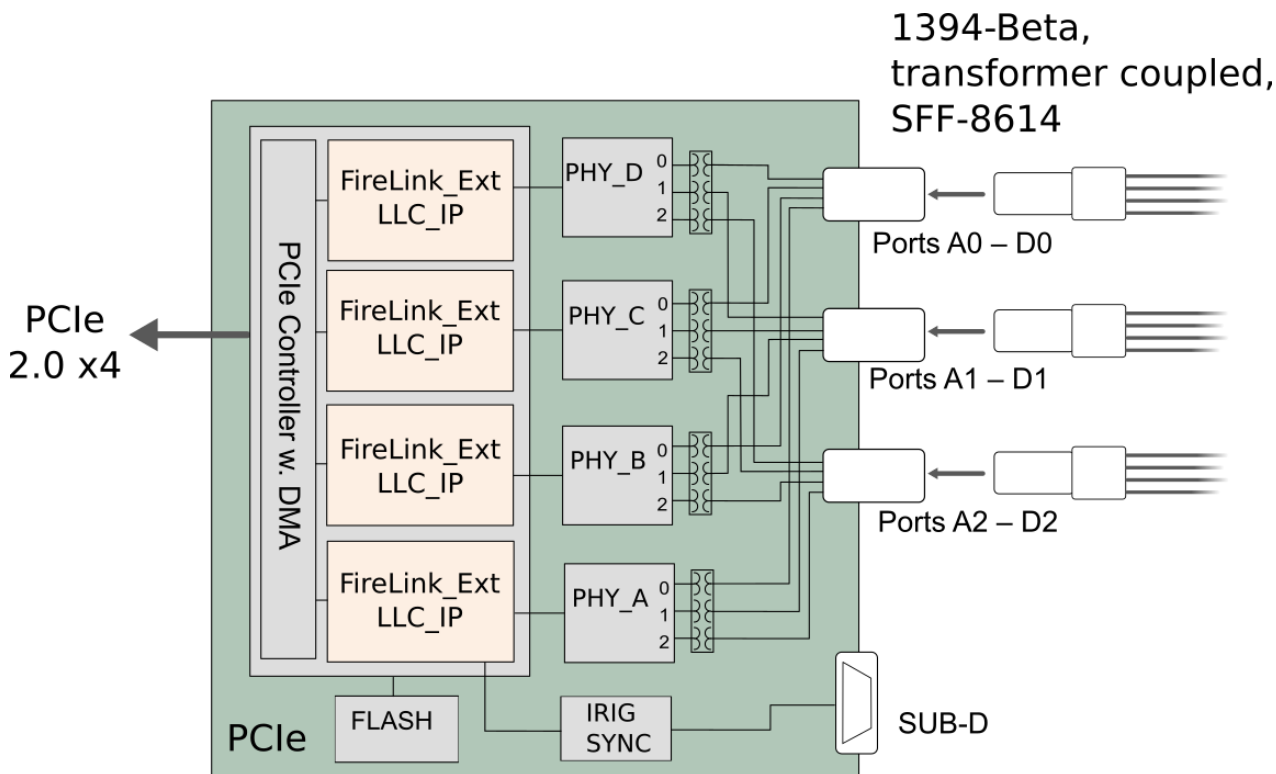 1394-Beta,
transformer coupled,
SFF-8614
FireLink_Ext
LLC_IP
PHY_D
0
1
2
Ports A0 – D0
PCIe Controller w. DMA
FireLink_Ext
LLC_IP
PHY_C
0
1
2
PCIe
2.0 x4
Ports A1 – D1
FireLink_Ext
LLC_IP
PHY_B
0
1
2
Ports A2 – D2
FireLink_Ext
LLC_IP
PHY_A
0
1
2
FLASH
IRIG
SYNC
SUB-D
PCIe